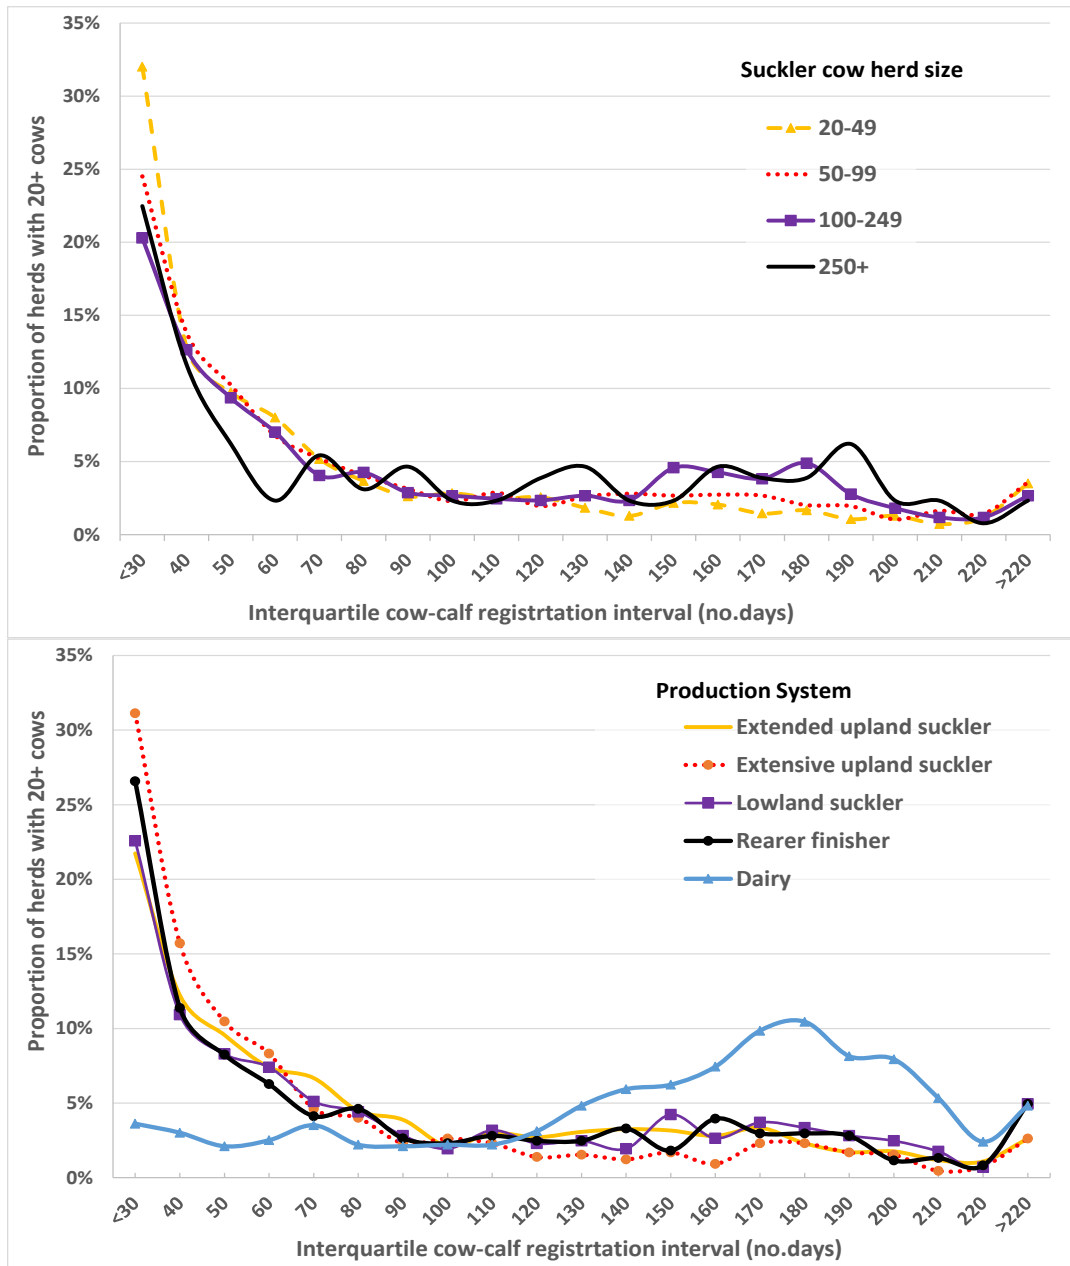 35%
30%
25%
20%
15%
10%
5%
0%
Proportion of herds with 20+ cows
Suckler cow herd size
20-49
50-99
100-249
250+
<30 40 50 60 70 80 90 100 110 120 130 140 150 160 170 180 190 200 210 220 >220
Interquartile cow-calf registrtation interval (no.days)
35%
30%
25%
20%
15%
10%
5%
0%
Proportion of herds with 20+ cows
Production System
Extended upland suckler
Extensive upland suckler
Lowland suckler
Rearer finisher
Dairy
<30 40 50 60 70 80 90 100 110 120 130 140 150 160 170 180 190 200 210 220 >220
Interquartile cow-calf registrtation interval (no.days)